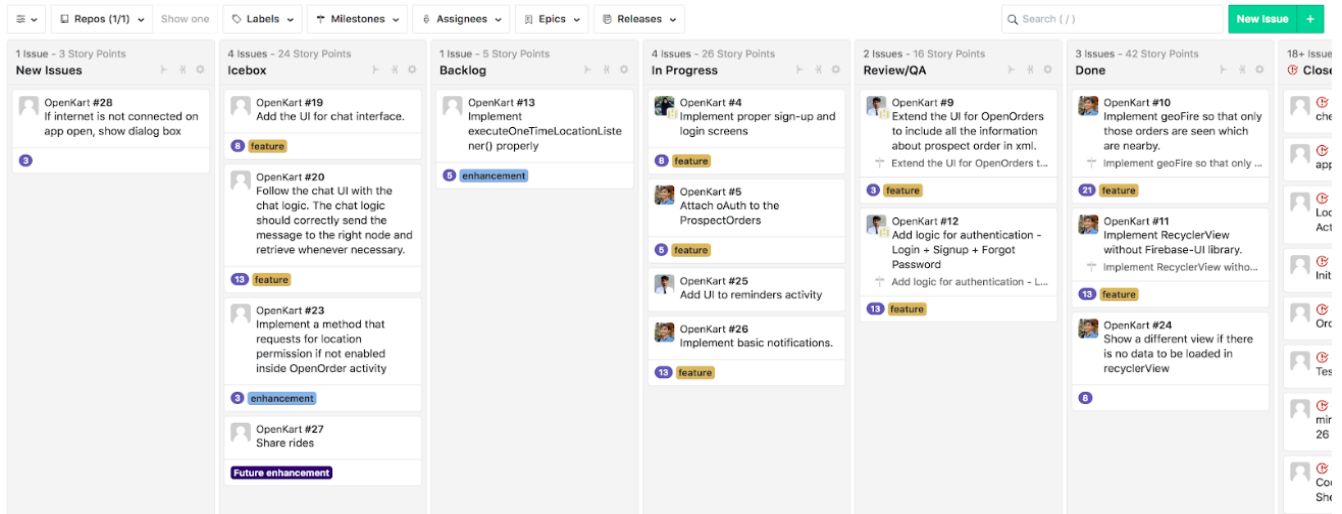 Repos (1/1)
Show one
Labels
Milestones
Assignees
Epics
Releases
Search ( / )
New Issue
+
1 Issue – 3 Story Points
New Issues
OpenKart #28
If internet is not connected on
app open, show dialog box
3
4 Issues – 24 Story Points
Icebox
OpenKart #19
Add the UI for chat interface.
8 feature
OpenKart #20
Follow the chat UI with the
chat logic. The chat logic
should correctly send the
message to the right node and
retrieve whenever necessary.
13 feature
OpenKart #23
Implement a method that
requests for location
permission if not enabled
inside OpenOrder activity
3 enhancement
OpenKart #27
Share rides
Future enhancement
1 Issue – 5 Story Points
Backlog
OpenKart #13
Implement
executeOneTimeLocationListe
ner() properly
5 enhancement
4 Issues – 26 Story Points
In Progress
OpenKart #4
Implement proper sign-up and
login screens
8 feature
OpenKart #5
Attach oAuth to the
ProspectOrders
5 feature
OpenKart #25
Add UI to reminders activity
OpenKart #26
Implement basic notifications.
13 feature
2 Issues – 16 Story Points
Review/QA
OpenKart #9
Extend the UI for OpenOrders
to include all the information
about prospect order in xml.
Extend the UI for OpenOrders t...
3 feature
OpenKart #12
Add logic for authentication -
Login + Signup + Forgot
Password
Add logic for authentication - L...
13 feature
3 Issues – 42 Story Points
Done
OpenKart #10
Implement geoFire so that only
those orders are seen which
are nearby.
Implement geoFire so that only ...
21 feature
OpenKart #11
Implement RecyclerView
without Firebase-UI library.
Implement RecyclerView witho...
13 feature
OpenKart #24
Show a different view if there
is no data to be loaded in
recyclerView
8
18+ Issue
Close
che
app
Loc
Act
Init
Orc
Tes
mir
26
Coc
She